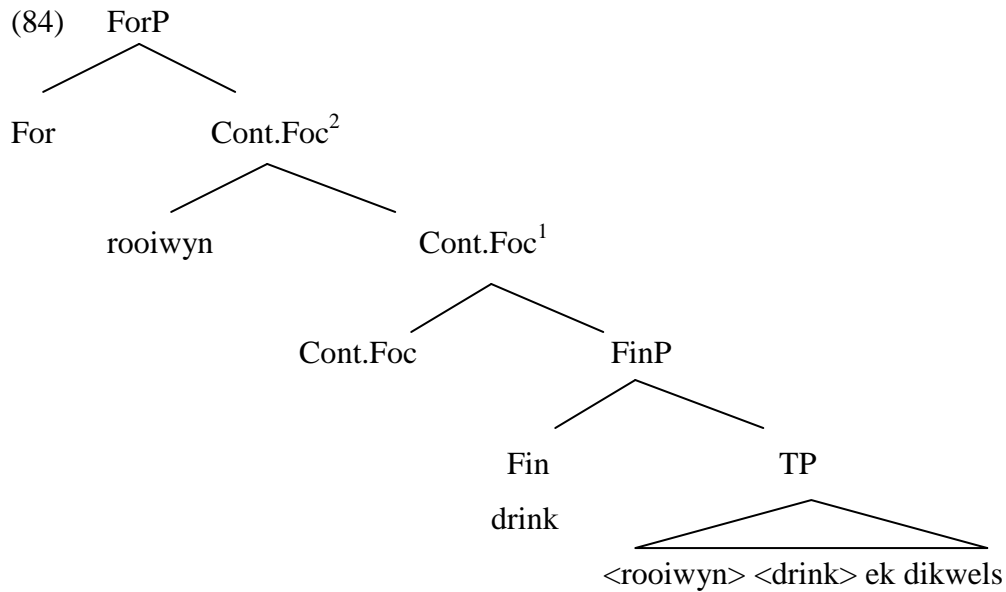 (84) ForP
For Cont.Foc²
rooiwyn Cont.Foc¹
Cont.Foc FinP
Fin TP
drink
<rooiwyn> <drink> ek dikwels